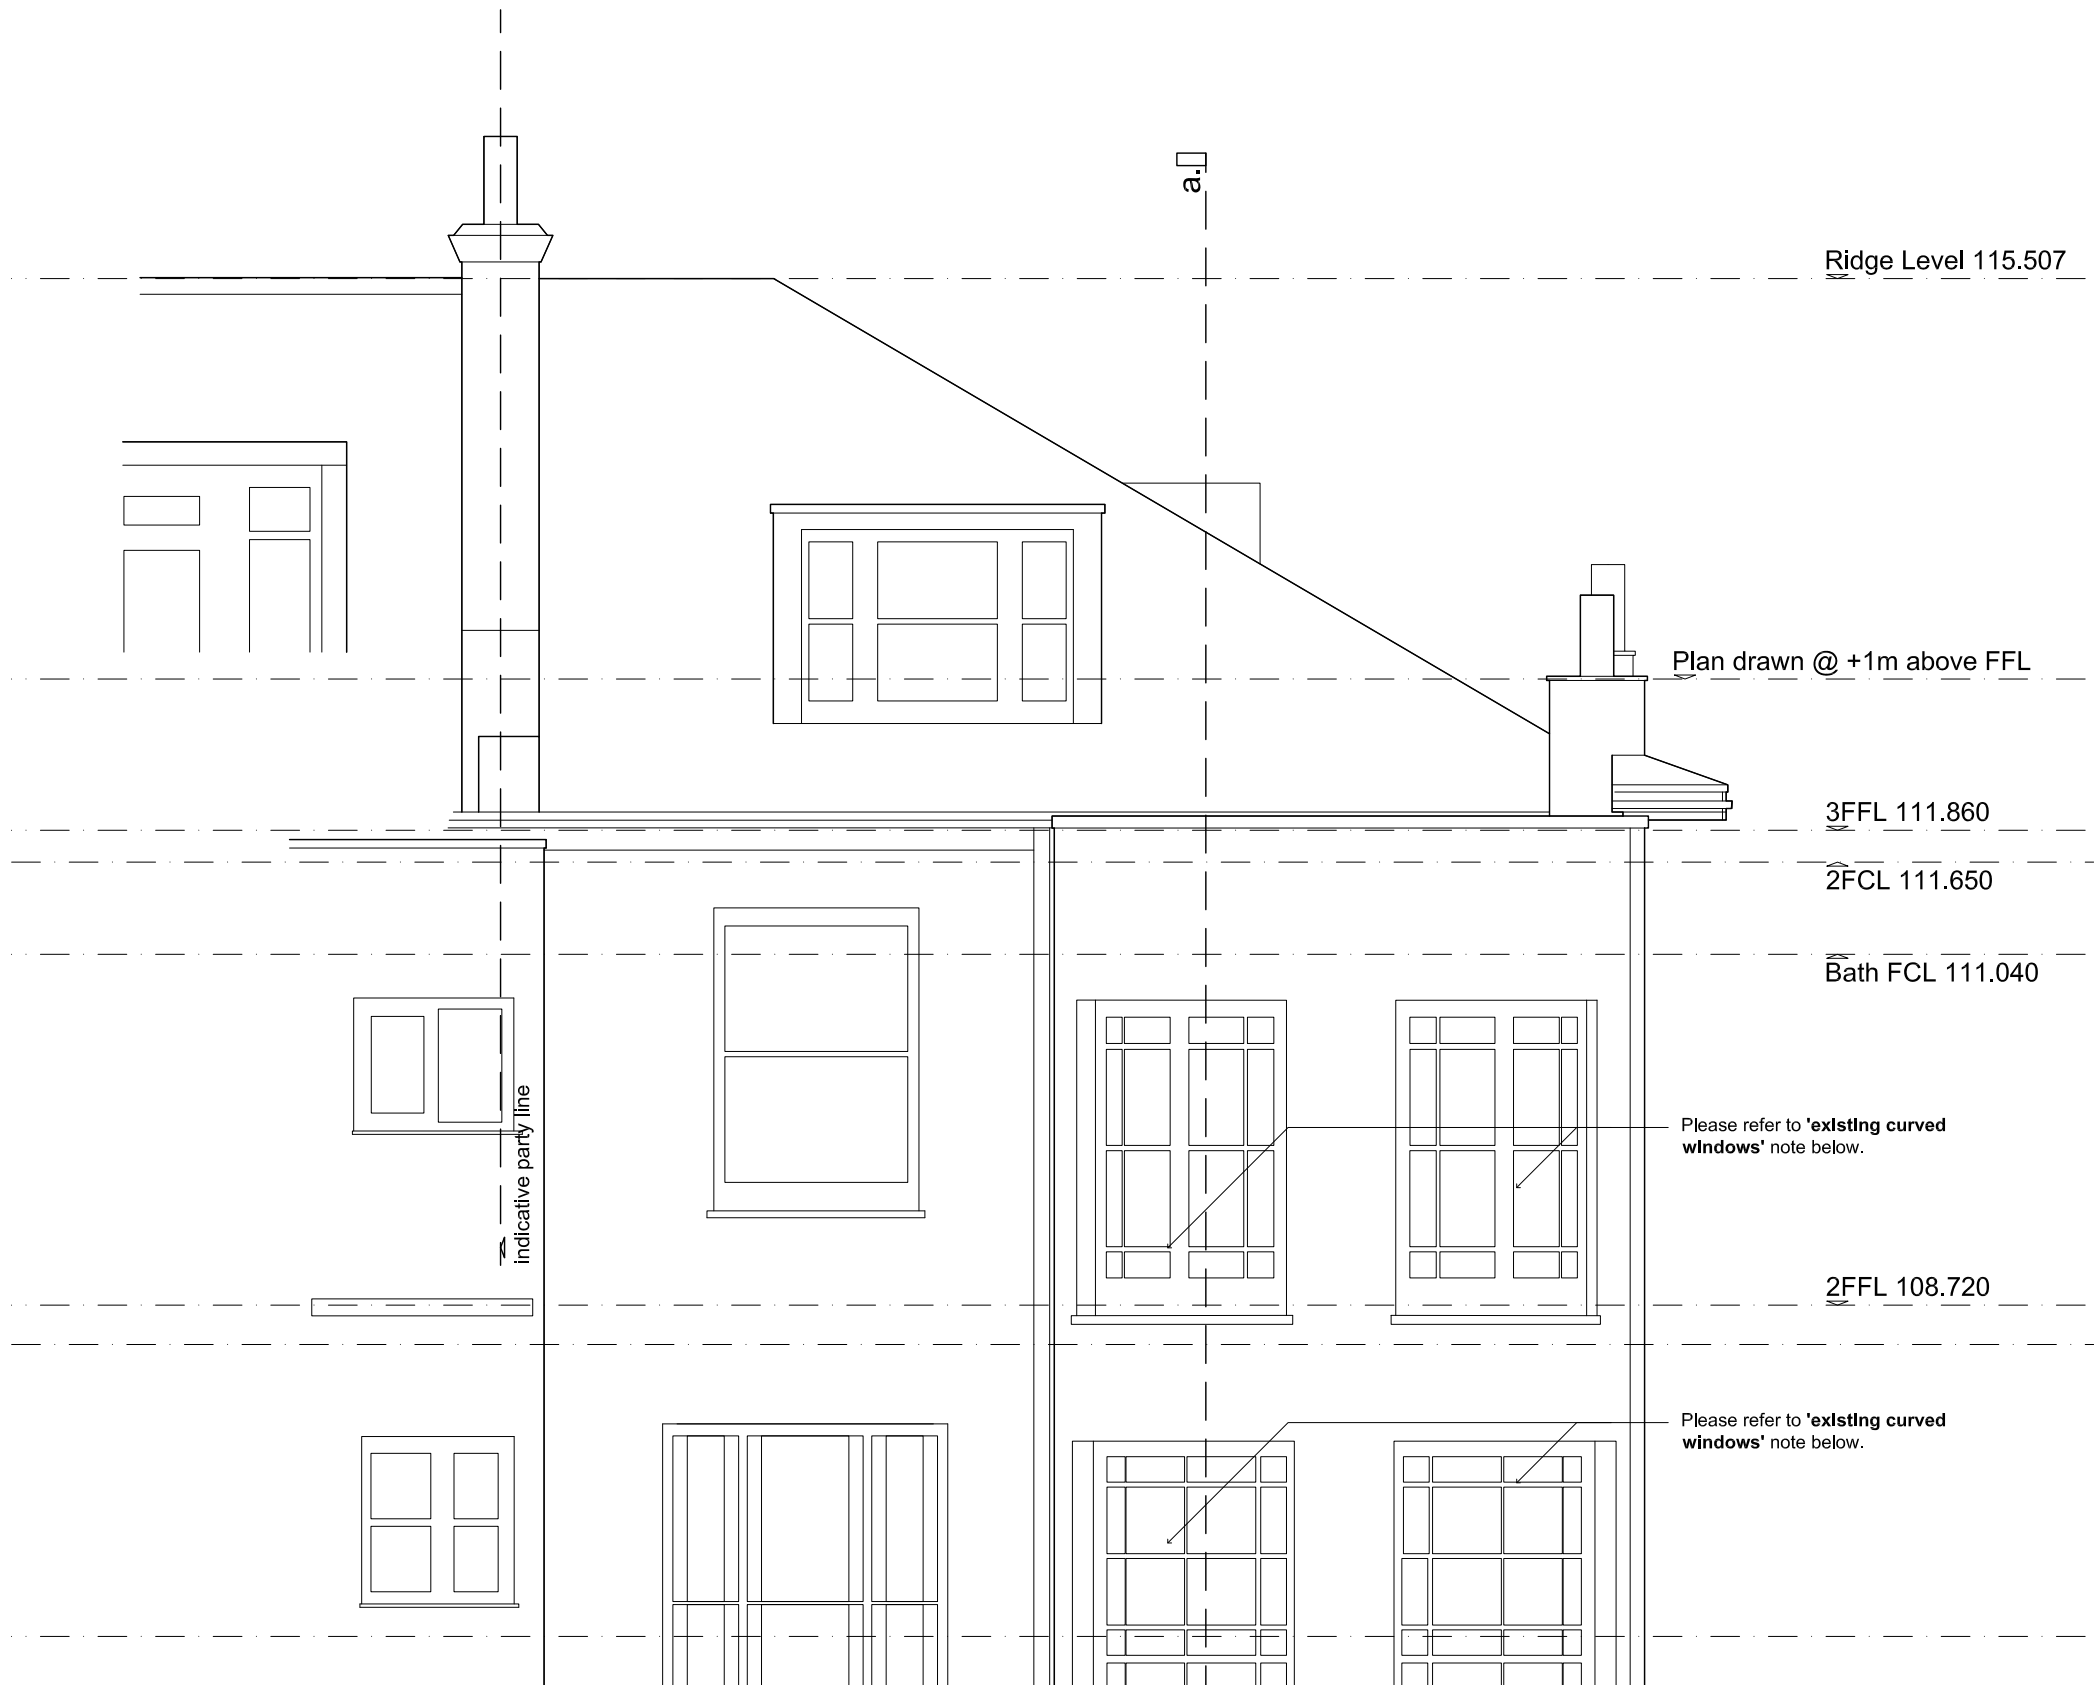 a.
Ridge Level 115.507
Plan drawn @ +1m above FFL
3FFL 111.860
2FCL 111.650
Bath FCL 111.040
indicative party line
Please refer to 'existing curved
windows' note below.
2FFL 108.720
Please refer to 'existing curved
windows' note below.